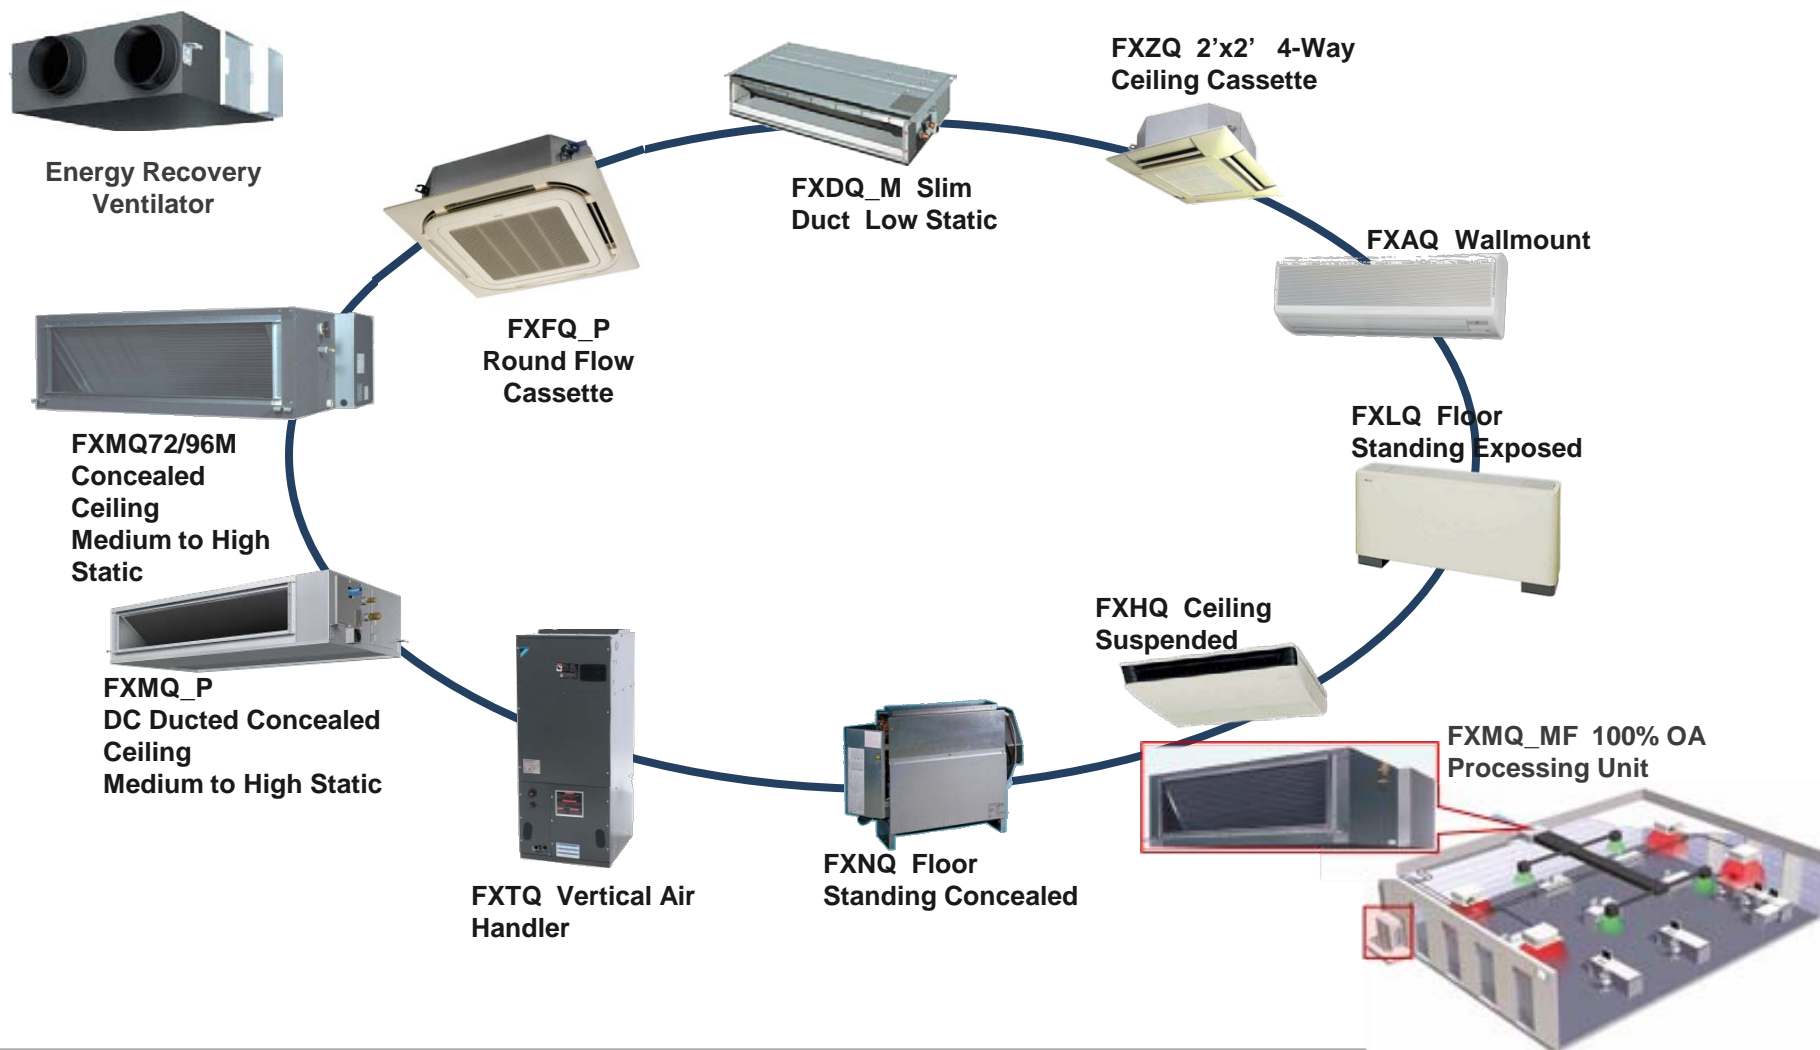 Energy Recovery
Ventilator
FXFQ_P
Round Flow
Cassette
FXDQ_M Slim
Duct Low Static
FXZQ 2’x2’ 4-Way
Ceiling Cassette
FXAQ Wallmount
FXLQ Floor
Standing Exposed
FXHQ Ceiling
Suspended
FXMQ_MF 100% OA
Processing Unit
FXNQ Floor
Standing Concealed
FXTQ Vertical Air
Handler
FXMQ_P
DC Ducted Concealed
Ceiling
Medium to High Static
FXMQ72/96M
Concealed
Ceiling
Medium to High
Static